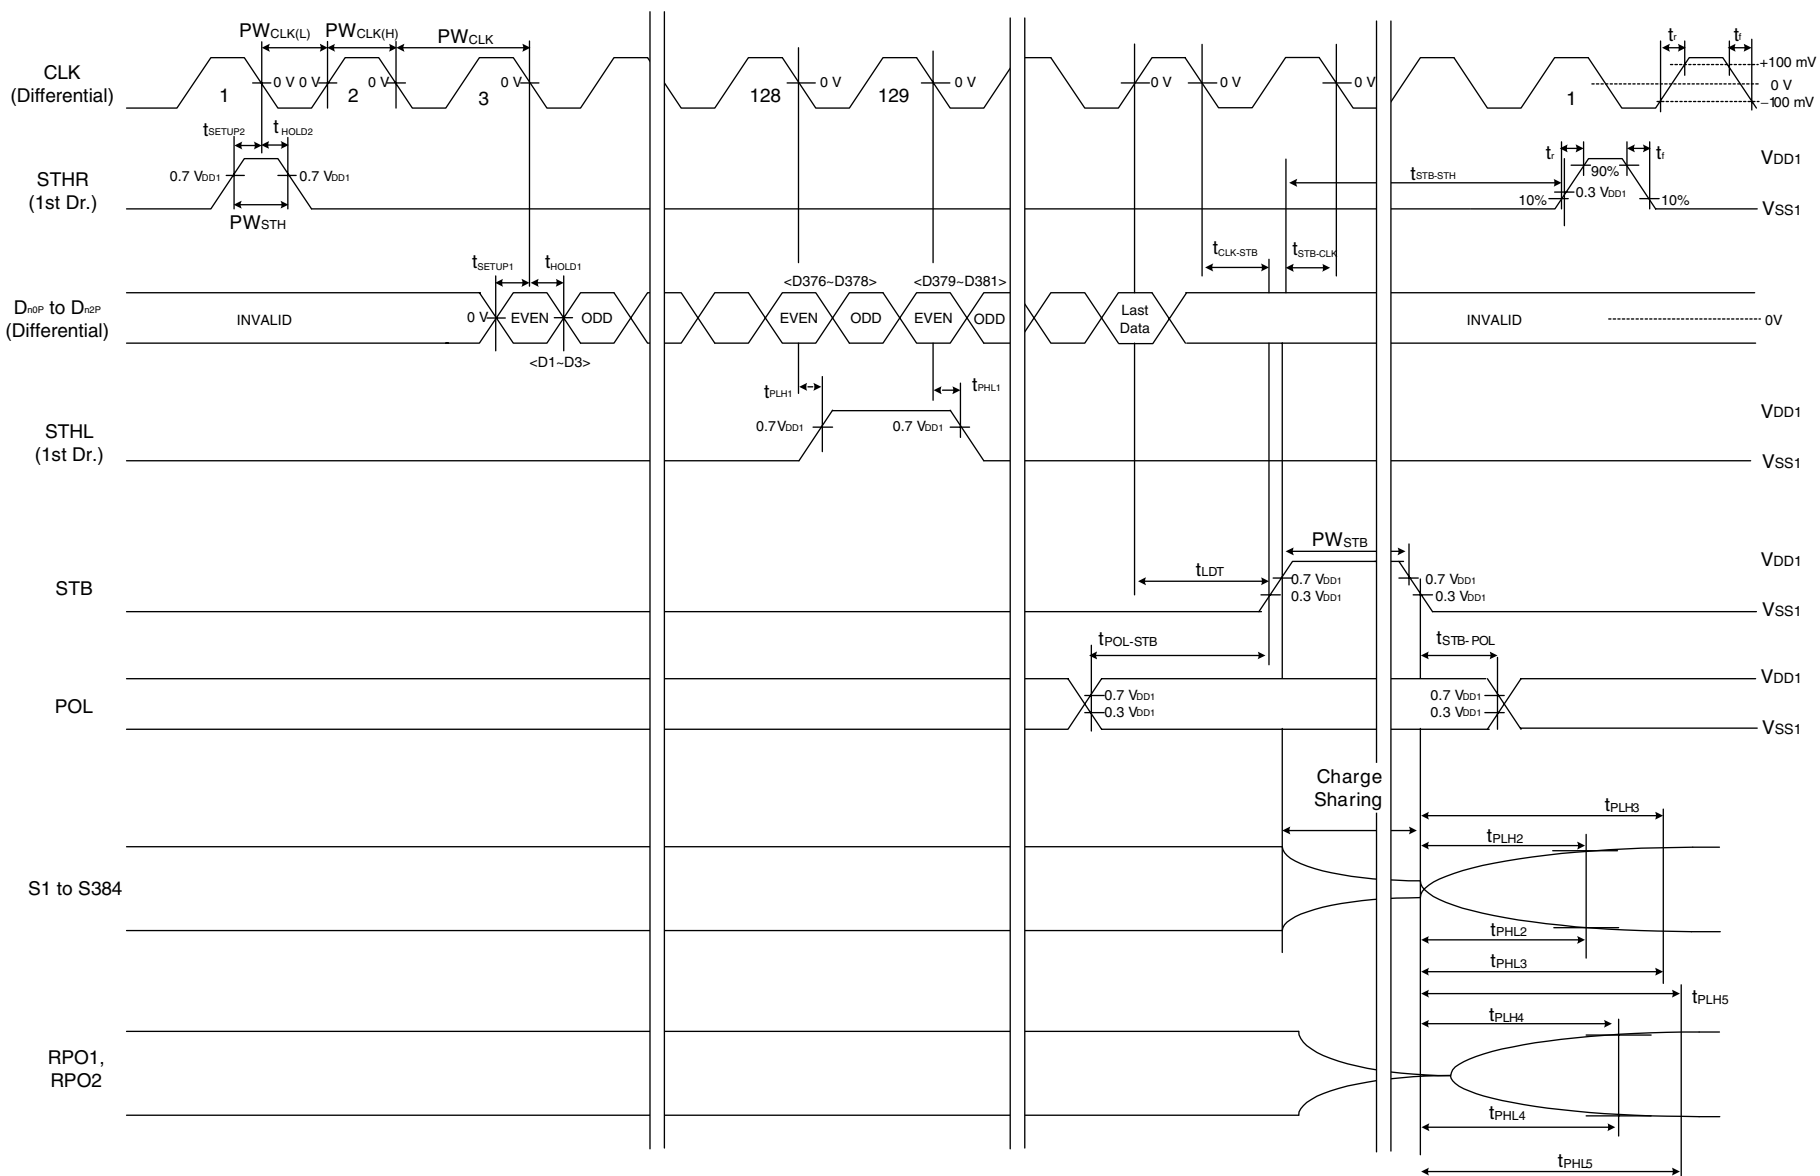 PWCLK(L) PWCLK(H) PWCLK
tr tf
CLK
(Differential)
1 0 V 0 V 2 0 V 3 0 V 128 0 V 129 0 V 0 V 0 V 0 V 1
+100 mV
0 V
−100 mV
tSETUP2 tHOLD2
STHR
(1st Dr.)
0.7 VDD1 0.7 VDD1
PWSTH
tSTB-STH
tr tf
90%
0.3 VDD1
10% 10%
VDD1
VSS1
tSETUP1 tHOLD1
<D376~D378> <D379~D381>
tCLK-STB tSTB-CLK
Dn0P to Dn2P
(Differential)
INVALID 0 V EVEN ODD EVEN ODD EVEN ODD
Last
Data
INVALID 0V
<D1~D3>
tPLH1 tPHL1
STHL
(1st Dr.)
0.7VDD1 0.7 VDD1
VDD1
VSS1
PWSTB
tLDT
STB
0.7 VDD1 0.7 VDD1
0.3 VDD1 0.3 VDD1
VDD1
VSS1
tPOL-STB tSTB-POL
POL
0.7 VDD1 0.7 VDD1
0.3 VDD1 0.3 VDD1
VDD1
VSS1
Charge
Sharing
tPLH3
tPLH2
S1 to S384
tPHL2
tPHL3
tPLH5
tPLH4
RPO1,
RPO2
tPHL4
tPHL5